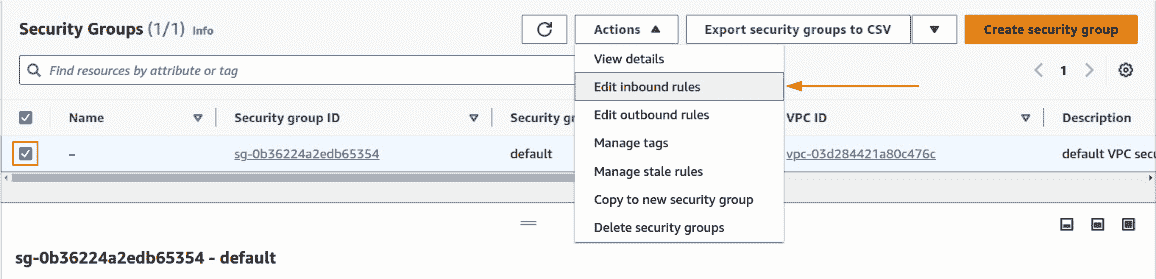 Security Groups (1/1) Info
Actions
Export security groups to CSV
Create security group
Find resources by attribute or tag
1
View details
Edit inbound rules
Edit outbound rules
Manage tags
Manage stale rules
Copy to new security group
Delete security groups
Name Security group ID Security VPC ID Description
– sg-0b36224a2edb65354 default vpc-03d284421a80c476c default VPC
sg-0b36224a2edb65354 - default